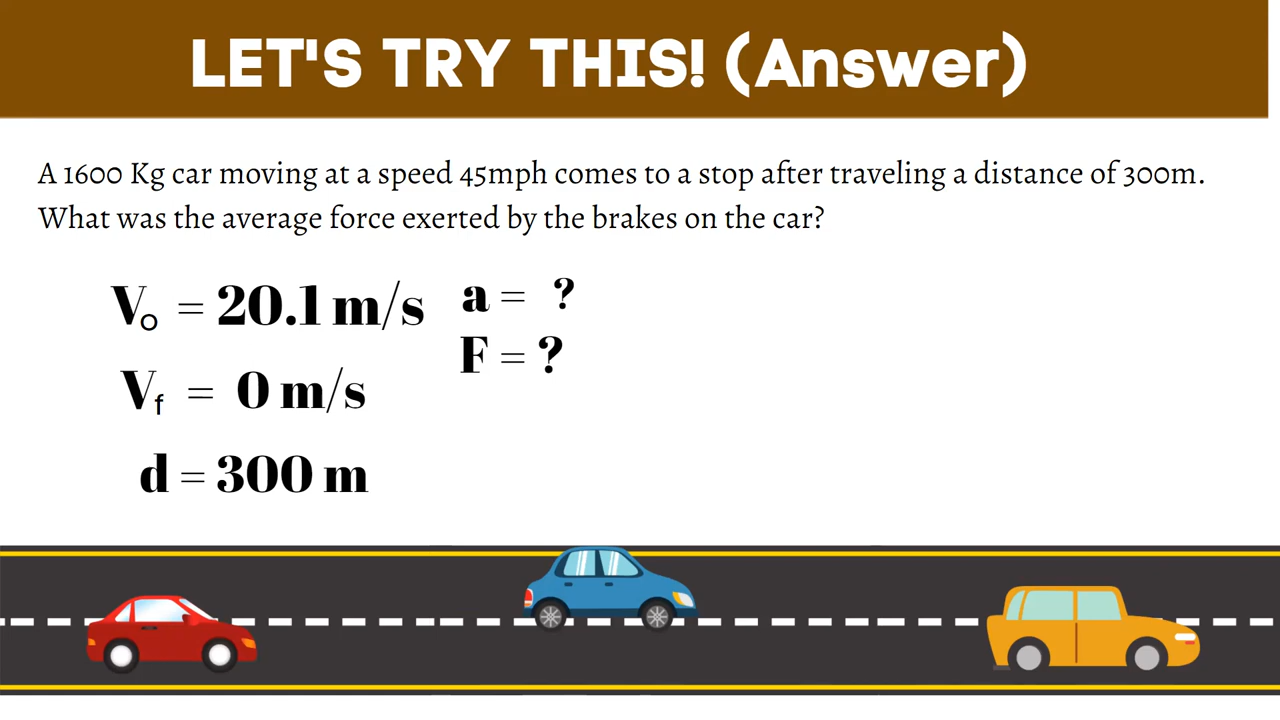 LET'S TRY THIS! (Answer)
A 1600 Kg car moving at a speed 45mph comes to a stop after traveling a distance of 300m.
What was the average force exerted by the brakes on the car?
Vo = 20.1 m/s
a = ?
F = ?
Vf = 0 m/s
d = 300 m